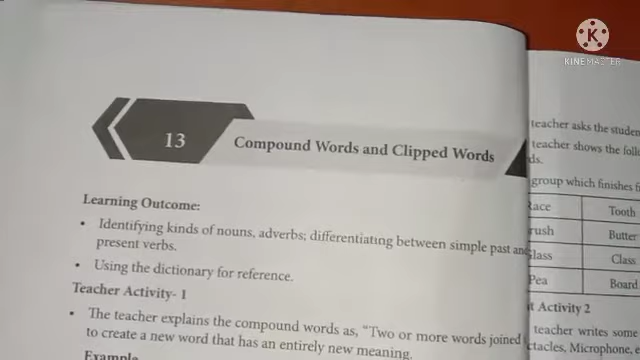 K
KINEMASTER
13
Compound Words and Clipped Words
Learning Outcome:
• Identifying kinds of nouns, adverbs; differentiating between simple past and
present verbs.
• Using the dictionary for reference.
Teacher Activity- 1
• The teacher explains the compound words as, “Two or more words joined
to create a new word that has an entirely new meaning.
Example
teacher asks the
teacher shows the
ds.
group which finishes
Race Tooth
rush Butter
lass Class
Pea Board
Activity 2
teacher writes some
ctacles, Microphone,